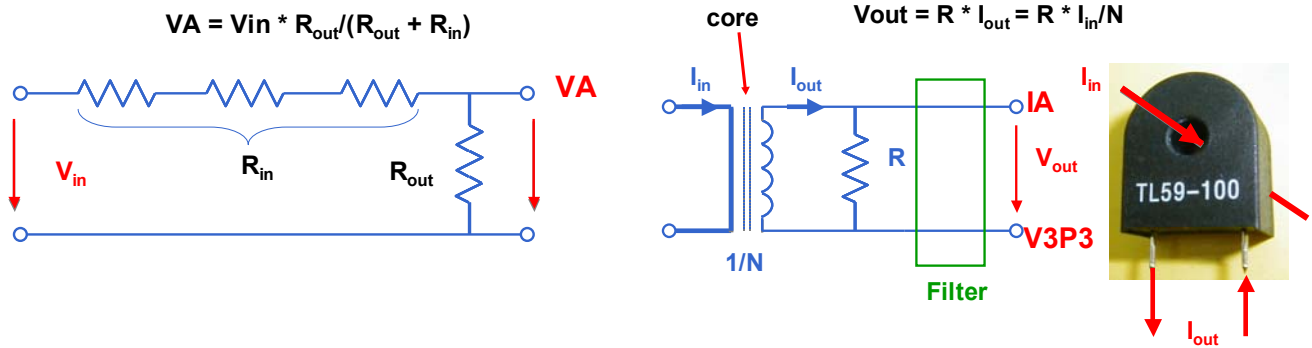 VA = Vin * Rout/(Rout + Rin)
VA
Vin
Rin
Rout
Vout = R * Iout = R * Iin/N
core
Iin
Iout
IA
R
Vout
V3P3
1/N
Filter
Iin
TL59-100
Iout